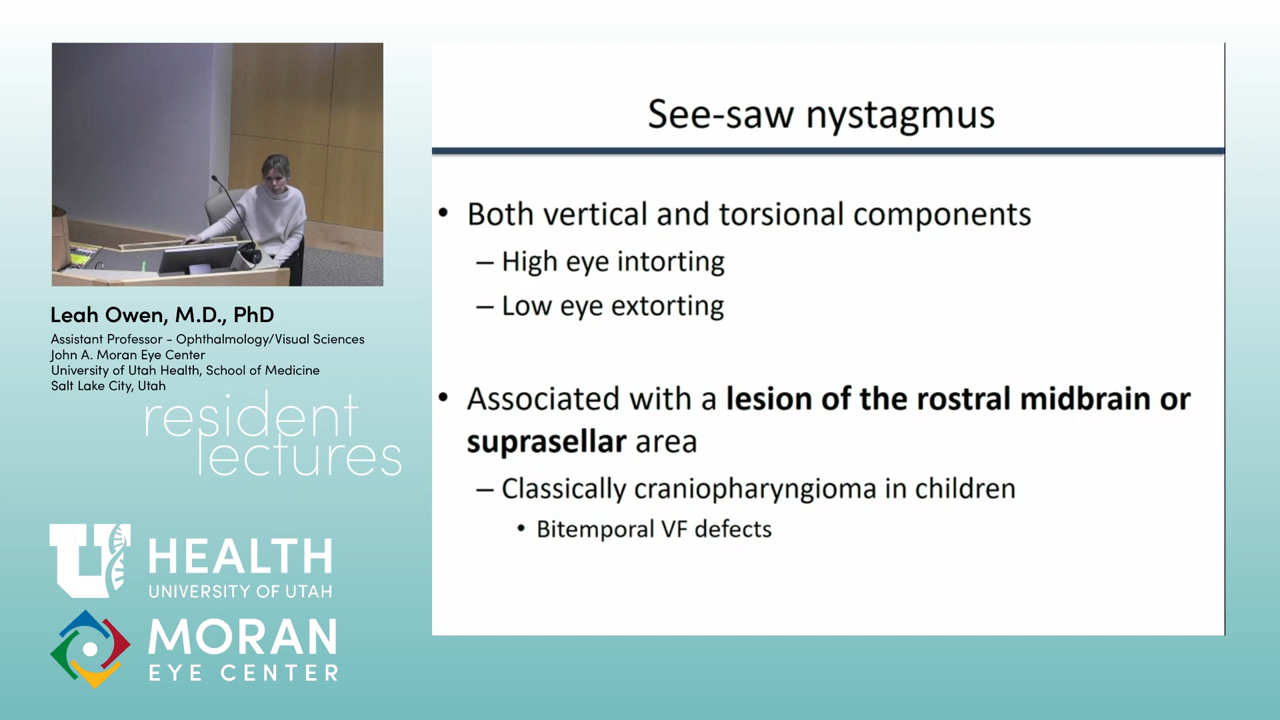 See-saw nystagmus
• Both vertical and torsional components
– High eye intorting
– Low eye extorting
• Associated with a lesion of the rostral midbrain or
suprasellar area
– Classically craniopharyngioma in children
• Bitemporal VF defects
Leah Owen, M.D., PhD
Assistant Professor - Ophthalmology/Visual Sciences
John A. Moran Eye Center
University of Utah Health, School of Medicine
Salt Lake City, Utah
resident
lectures
U HEALTH
UNIVERSITY OF UTAH
MORAN
EYE CENTER